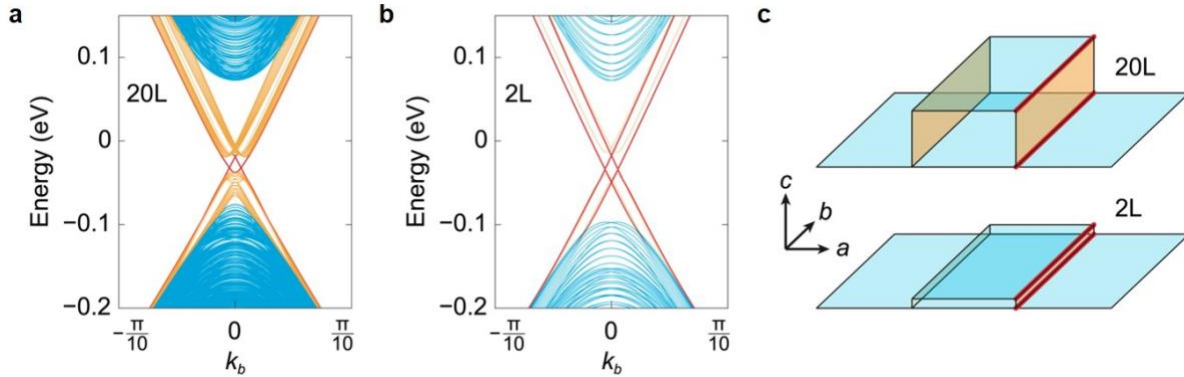 a
20L
Energy (eV)
0.1
0
−0.1
−0.2
−π/10
0
π/10
k_b
b
2L
Energy (eV)
0.1
0
−0.1
−0.2
−π/10
0
π/10
k_b
c
20L
2L
c
b
a